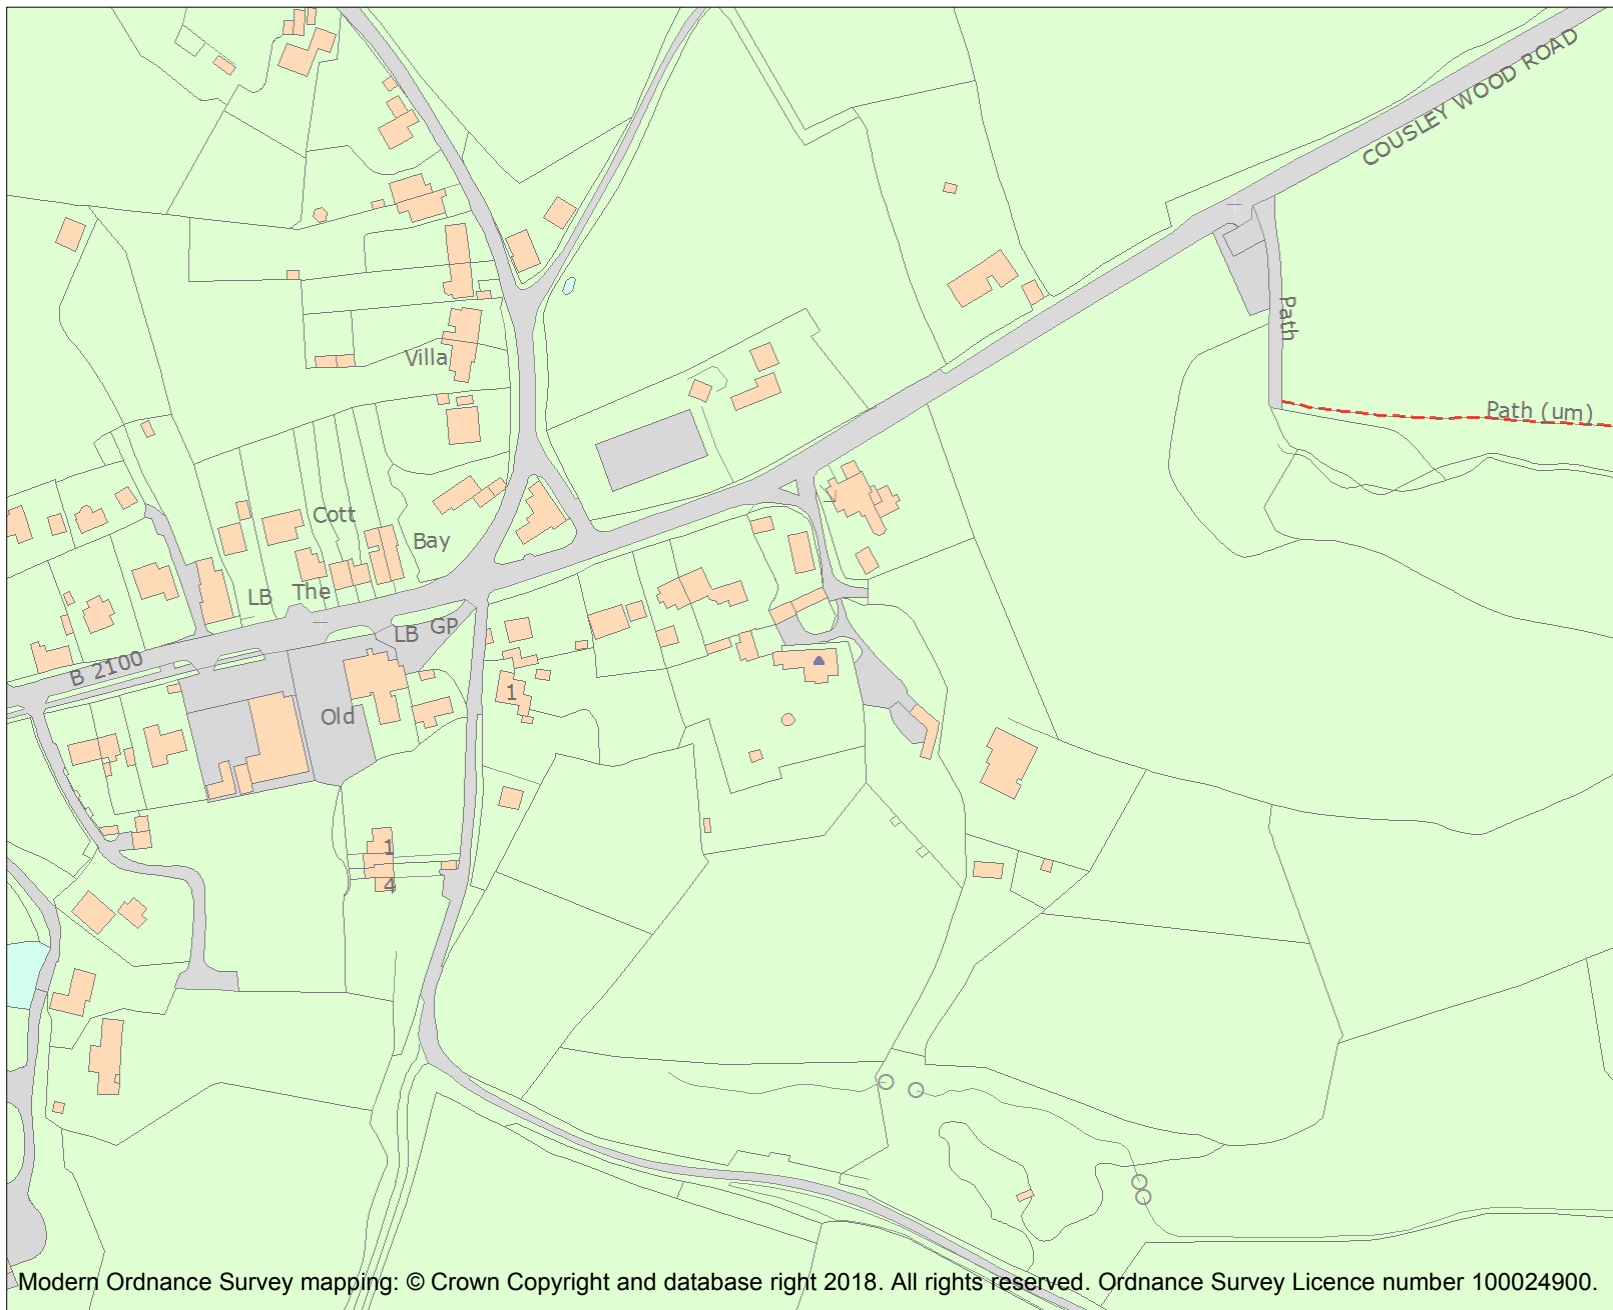 COUSLEY WOOD ROAD
Path
Villa
Path (um)
Cott
Bay
The
LB
GP
LB
B 2100
1
Old
1
4
Modern Ordnance Survey mapping: © Crown Copyright and database right 2018. All rights reserved. Ordnance Survey Licence number 100024900.